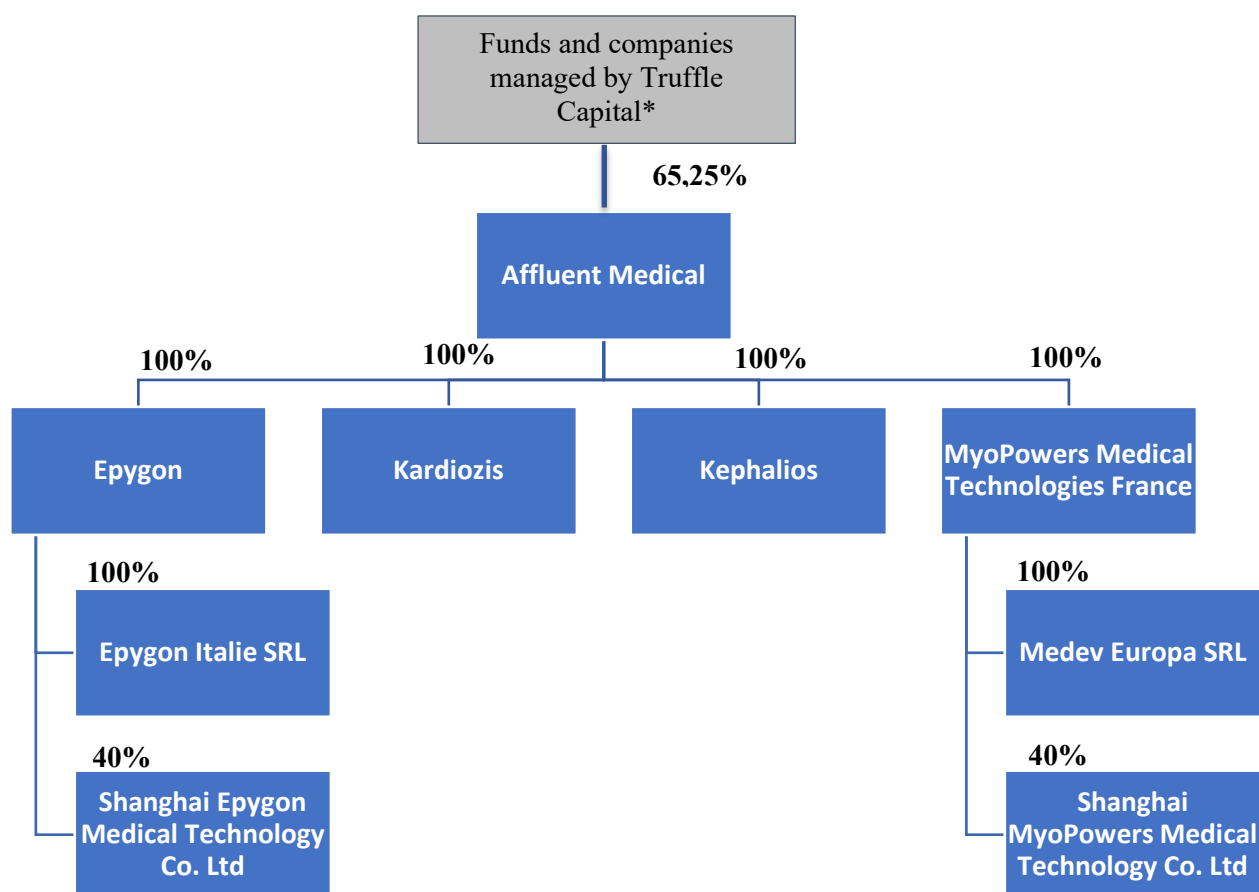 Funds and companies
managed by Truffle
Capital*
65,25%
Affluent Medical
100%
100%
100%
100%
Epygon
Kardiozis
Kephalios
MyoPowers Medical
Technologies France
100%
100%
Epygon Italie SRL
Medev Europa SRL
40%
40%
Shanghai Epygon
Medical Technology
Co. Ltd
Shanghai
MyoPowers Medical
Technology Co. Ltd